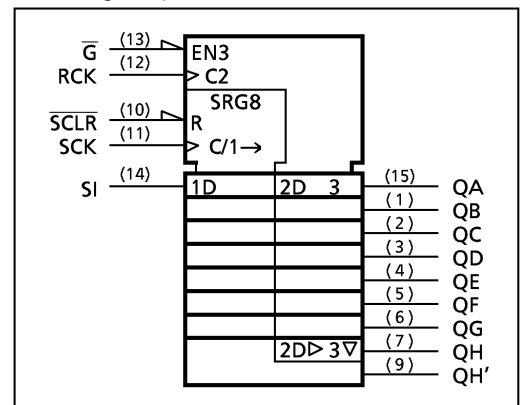 G (13) EN3
RCK (12) C2
SRG8
SCLR (10) R
SCK (11) C/1→
SI (14) 1D 2D 3 (15) QA
(1) QB
(2) QC
(3) QD
(4) QE
(5) QF
(6) QG
2D▷ 3▽ (7) QH
(9) QH′